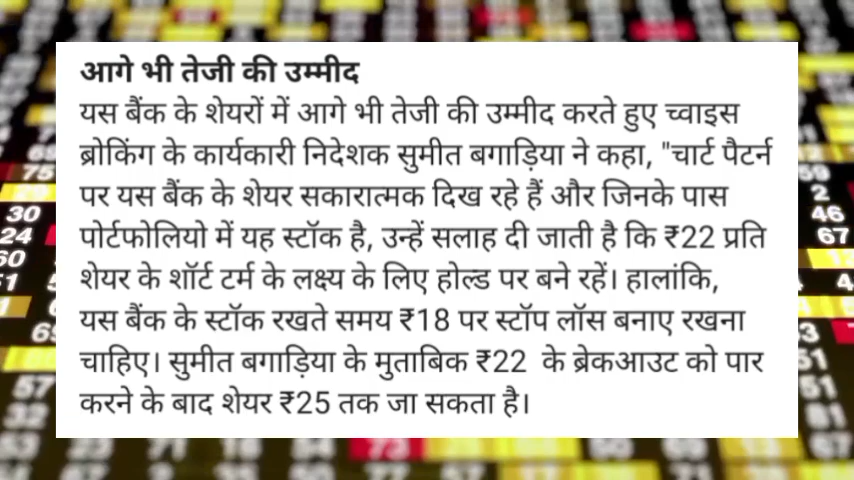 आगे भी तेजी की उम्मीद
यस बैंक के शेयरों में आगे भी तेजी की उम्मीद करते हुए च्वाइस
ब्रोकिंग के कार्यकारी निदेशक सुमीत बगाड़िया ने कहा, "चार्ट पैटर्न
पर यस बैंक के शेयर सकारात्मक दिख रहे हैं और जिनके पास
पोर्टफोलियो में यह स्टॉक है, उन्हें सलाह दी जाती है कि ₹22 प्रति
शेयर के शॉर्ट टर्म के लक्ष्य के लिए होल्ड पर बने रहें। हालांकि,
यस बैंक के स्टॉक रखते समय ₹18 पर स्टॉप लॉस बनाए रखना
चाहिए। सुमीत बगाड़िया के मुताबिक ₹22 के ब्रेकआउट को पार
करने के बाद शेयर ₹25 तक जा सकता है।